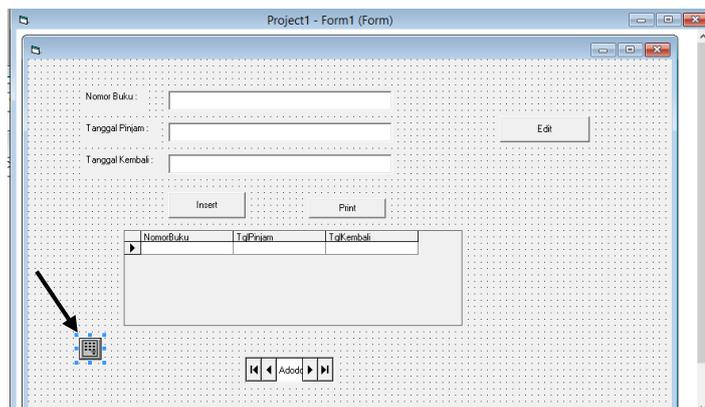 Project1 - Form1 (Form)
Nomor Buku :
Tanggal Pinjam :
Edit
Tanggal Kembali :
Insert
Print
NomorBuku TglPinjam TglKembali
Adodc